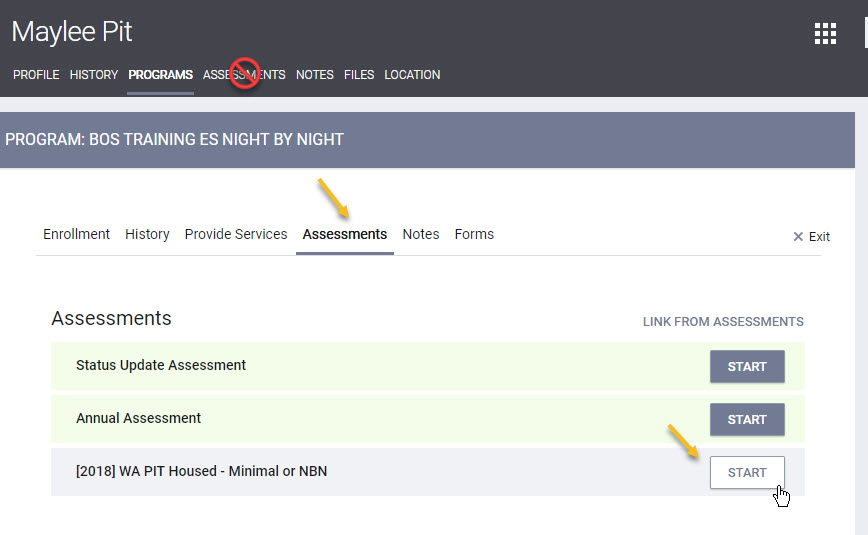 Maylee Pit
PROFILE HISTORY PROGRAMS ASSESSMENTS NOTES FILES LOCATION
PROGRAM: BOS TRAINING ES NIGHT BY NIGHT
Enrollment History Provide Services Assessments Notes Forms × Exit
Assessments LINK FROM ASSESSMENTS
Status Update Assessment START
Annual Assessment START
[2018] WA PIT Housed - Minimal or NBN START